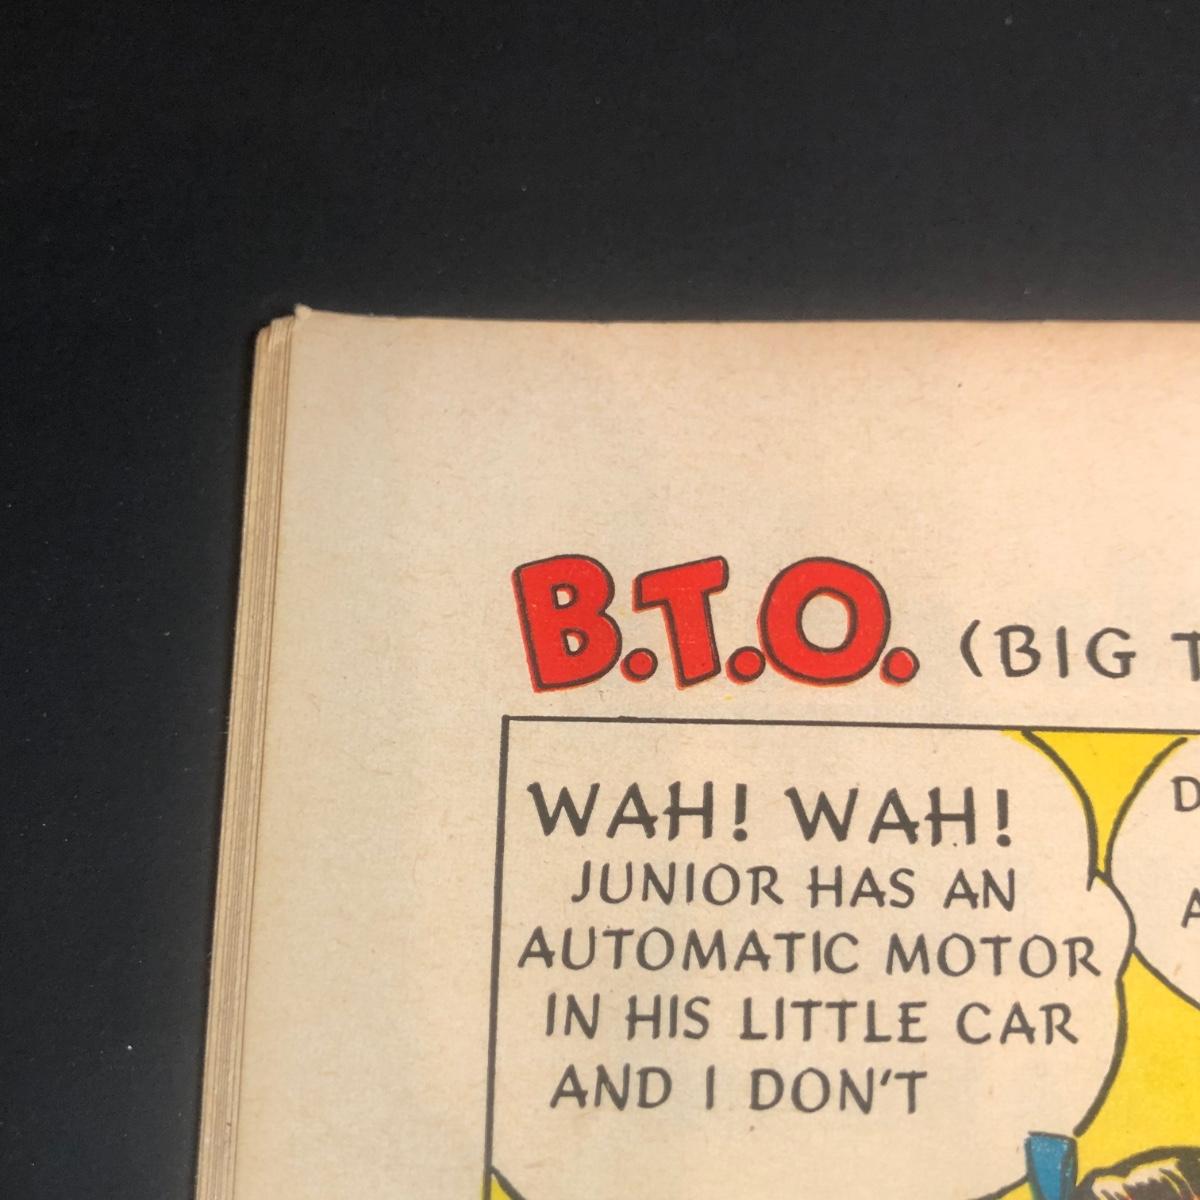 B.T.O. (BIG
WAH! WAH!
JUNIOR HAS AN
AUTOMATIC MOTOR
IN HIS LITTLE CAR
AND I DON'T